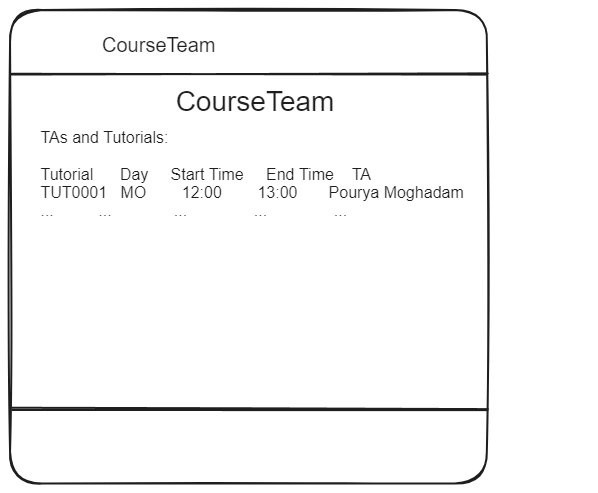 CourseTeam
CourseTeam
TAs and Tutorials:
Tutorial Day Start Time End Time TA
TUT0001 MO 12:00 13:00 Pourya Moghadam
... ... ... ... ...